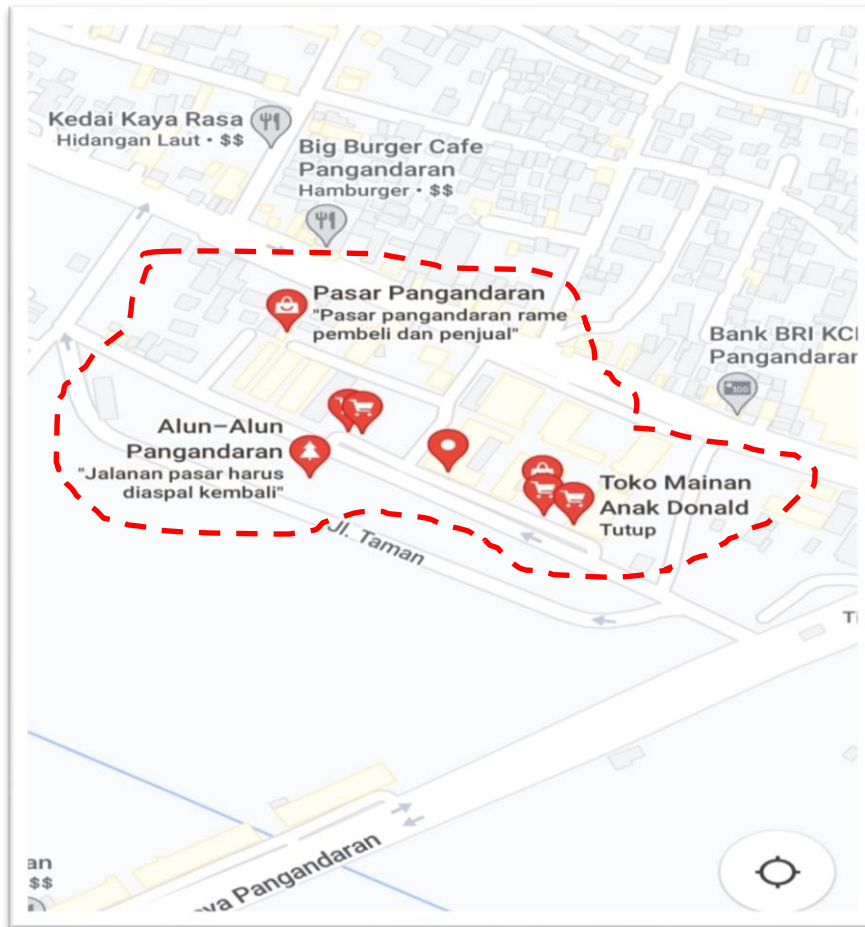 Kedai Kaya Rasa
Hidangan Laut • $$
Big Burger Cafe
Pangandaran
Hamburger • $$
Pasar Pangandaran
"Pasar pangandaran rame
pembeli dan penjual"
Bank BRI KCI
Pangandaran
100
Alun-Alun
Pangandaran
"Jalanan pasar harus
diaspal kembali"
Toko Mainan
Anak Donald
Tutup
Jl. Taman
an
$$
Pangandaran